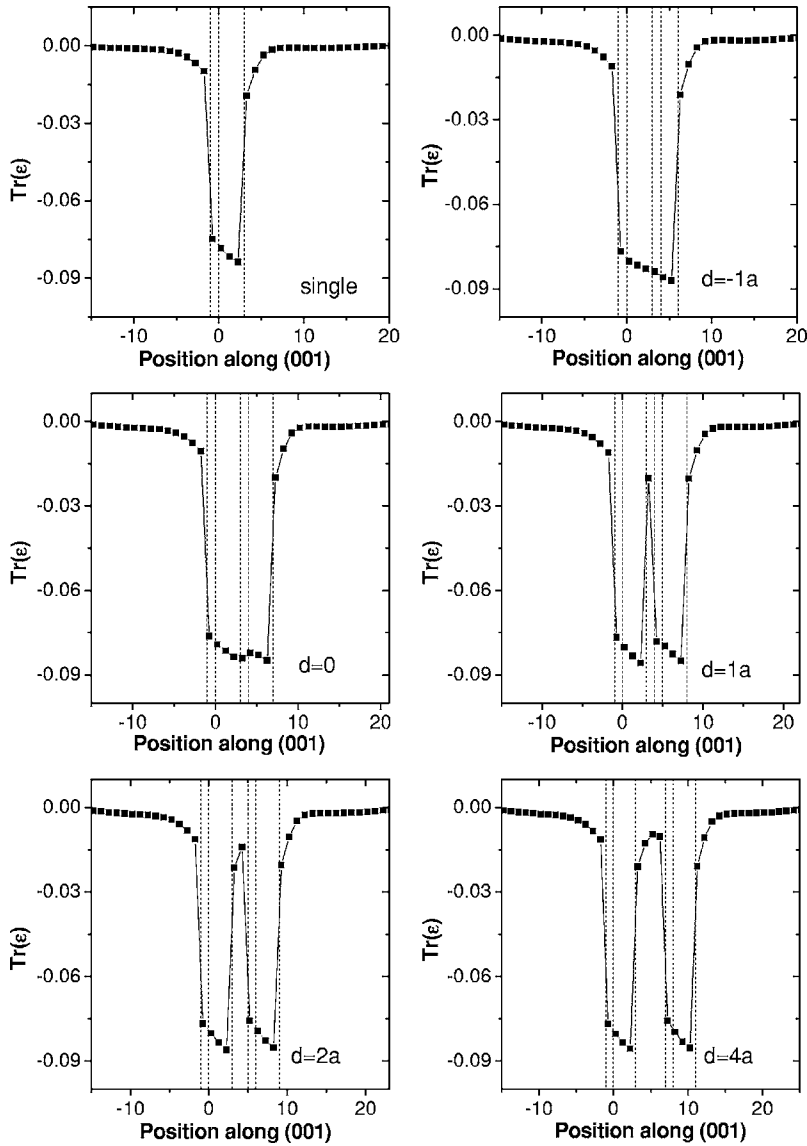 0.00
-0.03
-0.06
-0.09
Tr(ε)
single
-10 0 10 20
Position along (001)
0.00
-0.03
-0.06
-0.09
Tr(ε)
d=-1a
-10 0 10 20
Position along (001)
0.00
-0.03
-0.06
-0.09
Tr(ε)
d=0
-10 0 10 20
Position along (001)
0.00
-0.03
-0.06
-0.09
Tr(ε)
d=1a
-10 0 10 20
Position along (001)
0.00
-0.03
-0.06
-0.09
Tr(ε)
d=2a
-10 0 10 20
Position along (001)
0.00
-0.03
-0.06
-0.09
Tr(ε)
d=4a
-10 0 10 20
Position along (001)